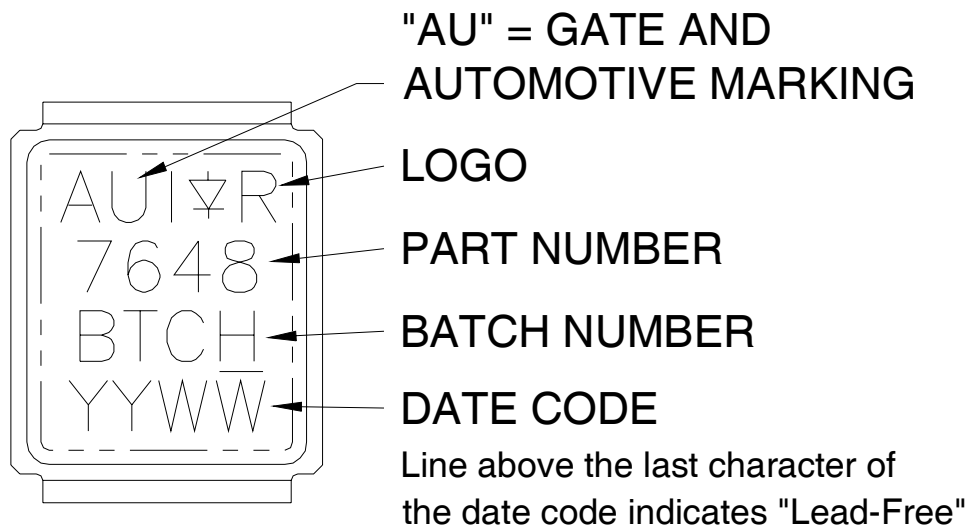 "AU" = GATE AND
AUTOMOTIVE MARKING
AUI R
LOGO
7648
PART NUMBER
BTCH
BATCH NUMBER
YYWW
DATE CODE
Line above the last character of
the date code indicates "Lead-Free"